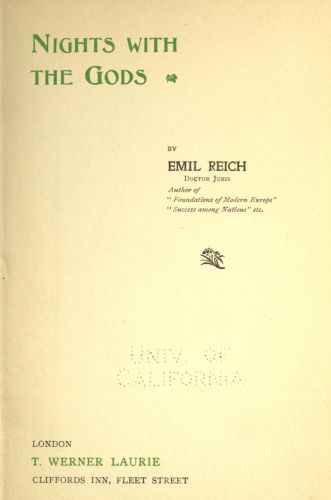 NIGHTS WITH
THE GODS
BY
EMIL REICH
DOCTOR JURIS
Author of
"Foundations of Modern Europe"
"Success among Nations" etc.
UNIV. OF
CALIFORNIA
LONDON
T. WERNER LAURIE
CLIFFORDS INN, FLEET STREET